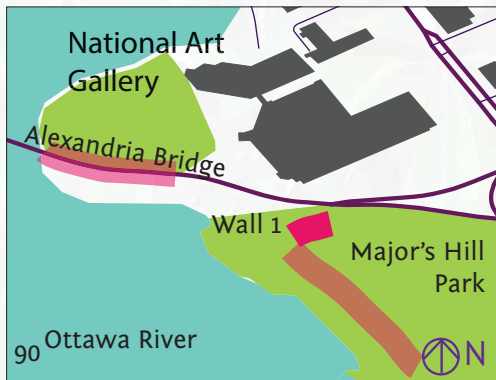 National Art
Gallery
Alexandria Bridge
Wall 1
Major's Hill
Park
Ottawa River
90
N